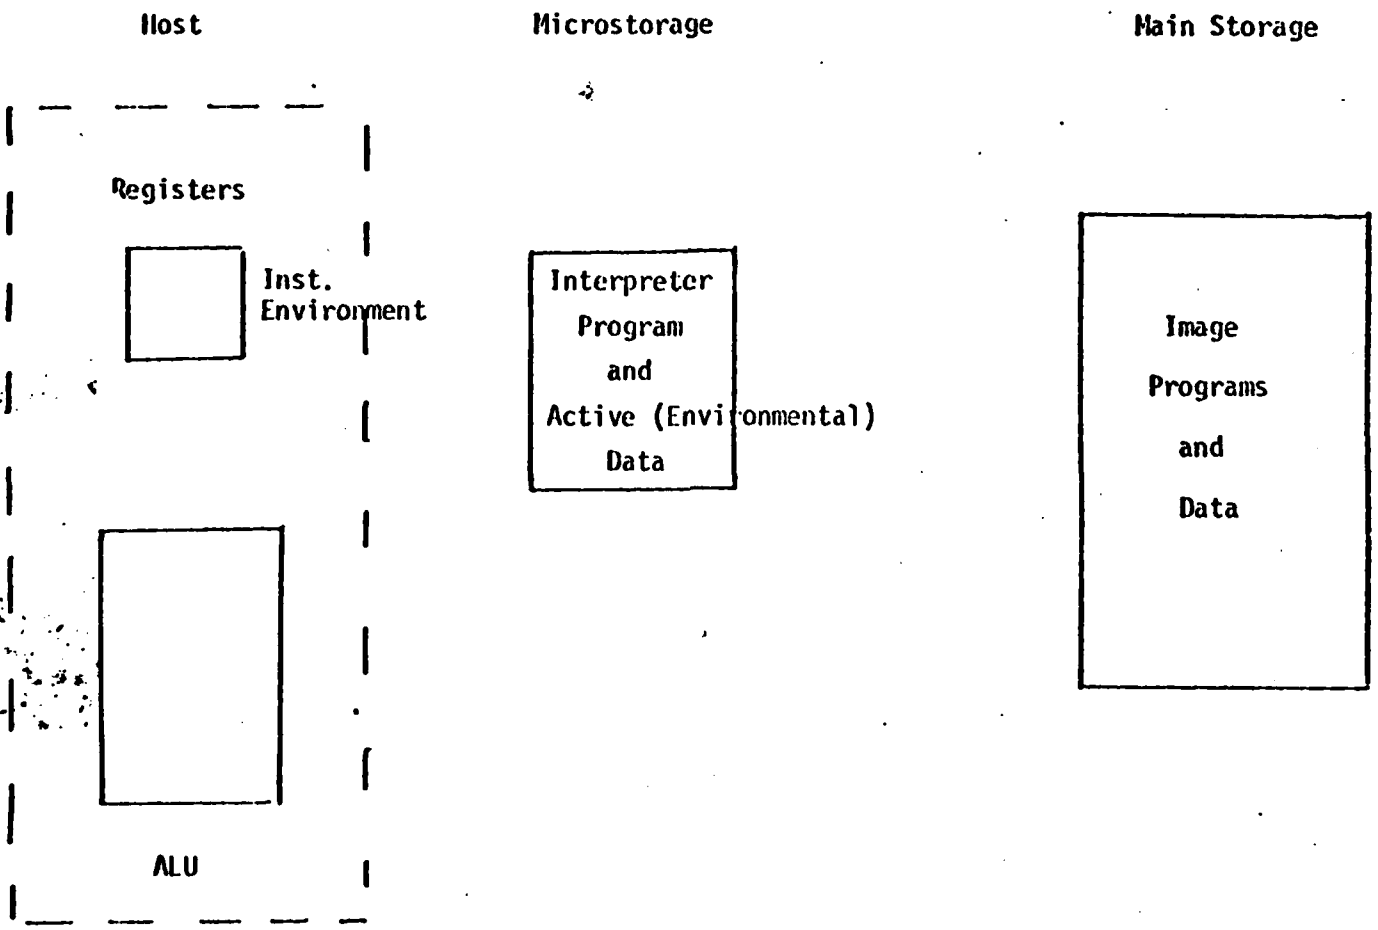 Host
Microstorage
Main Storage
Registers
Inst.
Environment
Interpreter
Program
and
Active (Environmental)
Data
Image
Programs
and
Data
ALU